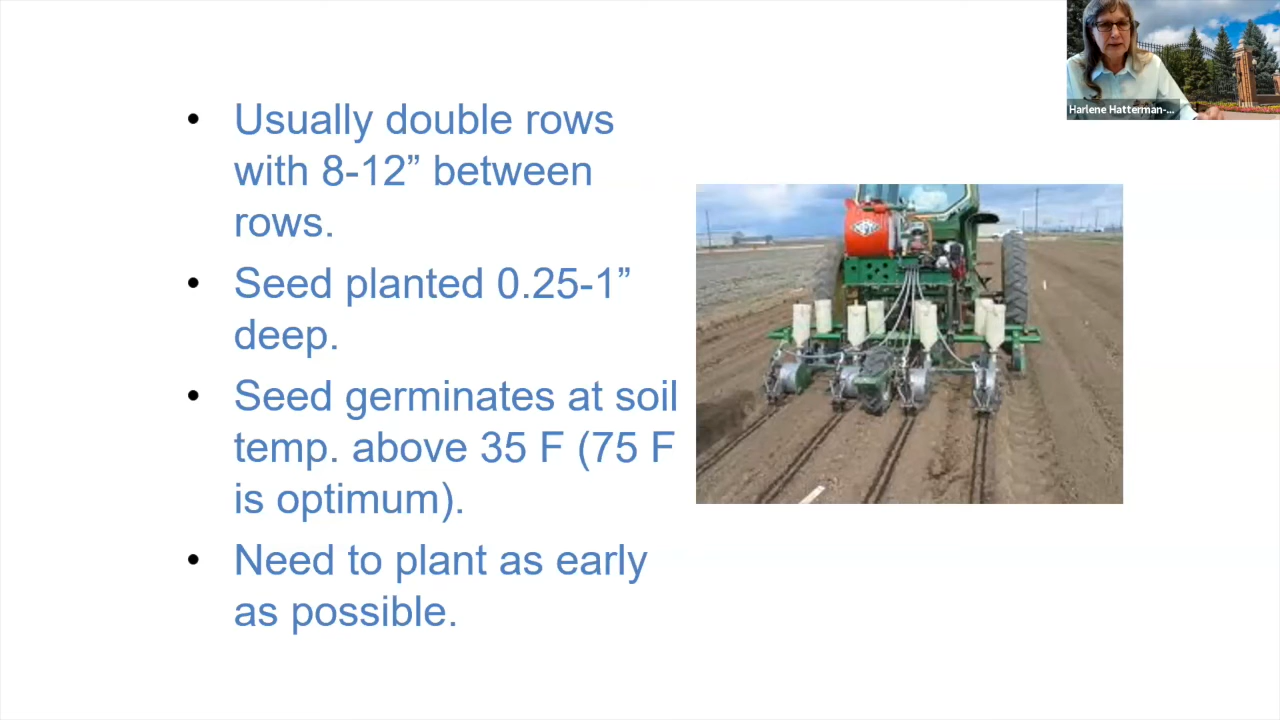 Harlene Hatterman-...
• Usually double rows
with 8-12” between
rows.
• Seed planted 0.25-1”
deep.
• Seed germinates at soil
temp. above 35 F (75 F
is optimum).
• Need to plant as early
as possible.